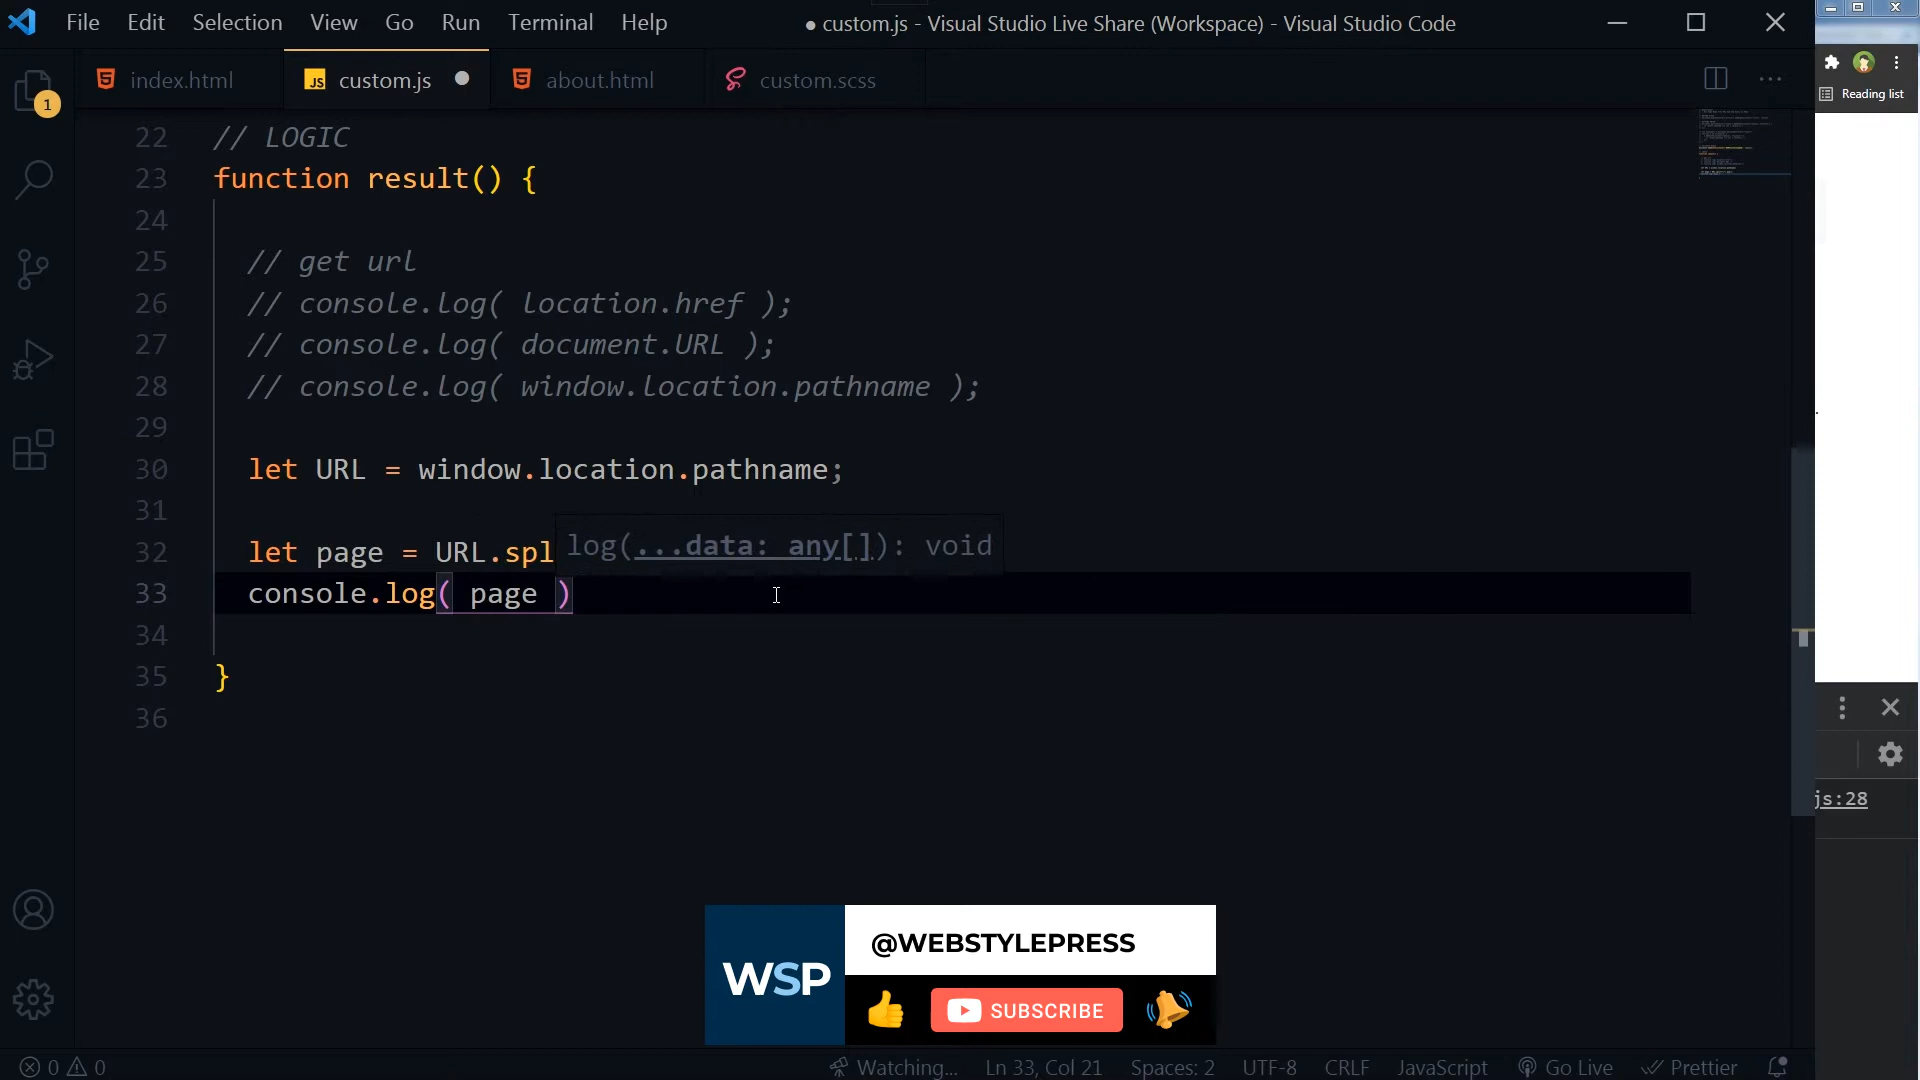 File Edit Selection View Go Run Terminal Help
● custom.js - Visual Studio Live Share (Workspace) - Visual Studio Code
index.html
JS custom.js
about.html
custom.scss
1
Reading list
22 // LOGIC
23 function result() {
24
25 // get url
26 // console.log( location.href );
27 // console.log( document.URL );
28 // console.log( window.location.pathname );
29
30 let URL = window.location.pathname;
31
32 let page = URL.spl
log(...data: any[]): void
33 console.log( page )
34
35 }
36
js:28
WSP
@WEBSTYLEPRESS
SUBSCRIBE
0 0 Watching... Ln 33, Col 21 Spaces: 2 UTF-8 CRLF JavaScript Go Live Prettier